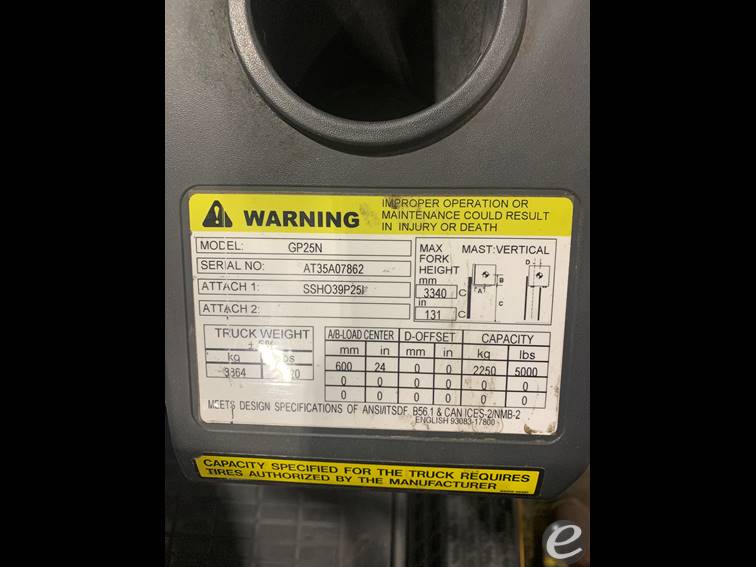 WARNING
IMPROPER OPERATION OR
MAINTENANCE COULD RESULT
IN INJURY OR DEATH
MODEL: GP25N
SERIAL NO: AT35A07862
ATTACH 1: SSHO39P25I
ATTACH 2:
MAX FORK HEIGHT
mm
3340 C
in
131 C
MAST:VERTICAL
D
A
B
C
TRUCK WEIGHT
kg lbs
3864
A/B-LOAD CENTER D-OFFSET CAPACITY
mm in mm in kg lbs
600 24 0 0 2250 5000
0 0 0 0 0 0
0 0 0 0 0 0
MEETS DESIGN SPECIFICATIONS OF ANSI/ITSDF, B56.1 & CAN ICES-2/NMB-2
ENGLISH 93083-17800
CAPACITY SPECIFIED FOR THE TRUCK REQUIRES
TIRES AUTHORIZED BY THE MANUFACTURER
e